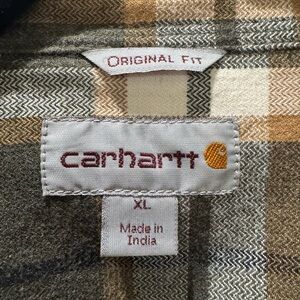 ORIGINAL FIT
carhartt
XL
Made in
India